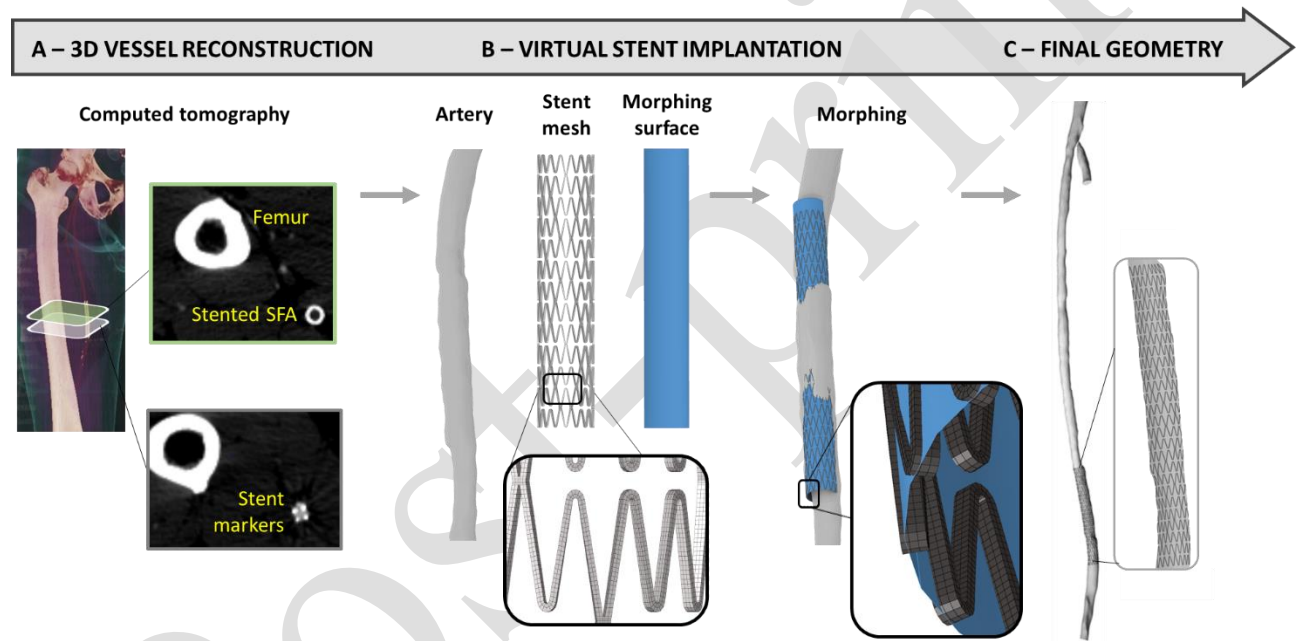 A – 3D VESSEL RECONSTRUCTION
B – VIRTUAL STENT IMPLANTATION
C – FINAL GEOMETRY
Computed tomography
Artery
Stent
mesh
Morphing
surface
Morphing
Femur
Stented SFA
Stent
markers